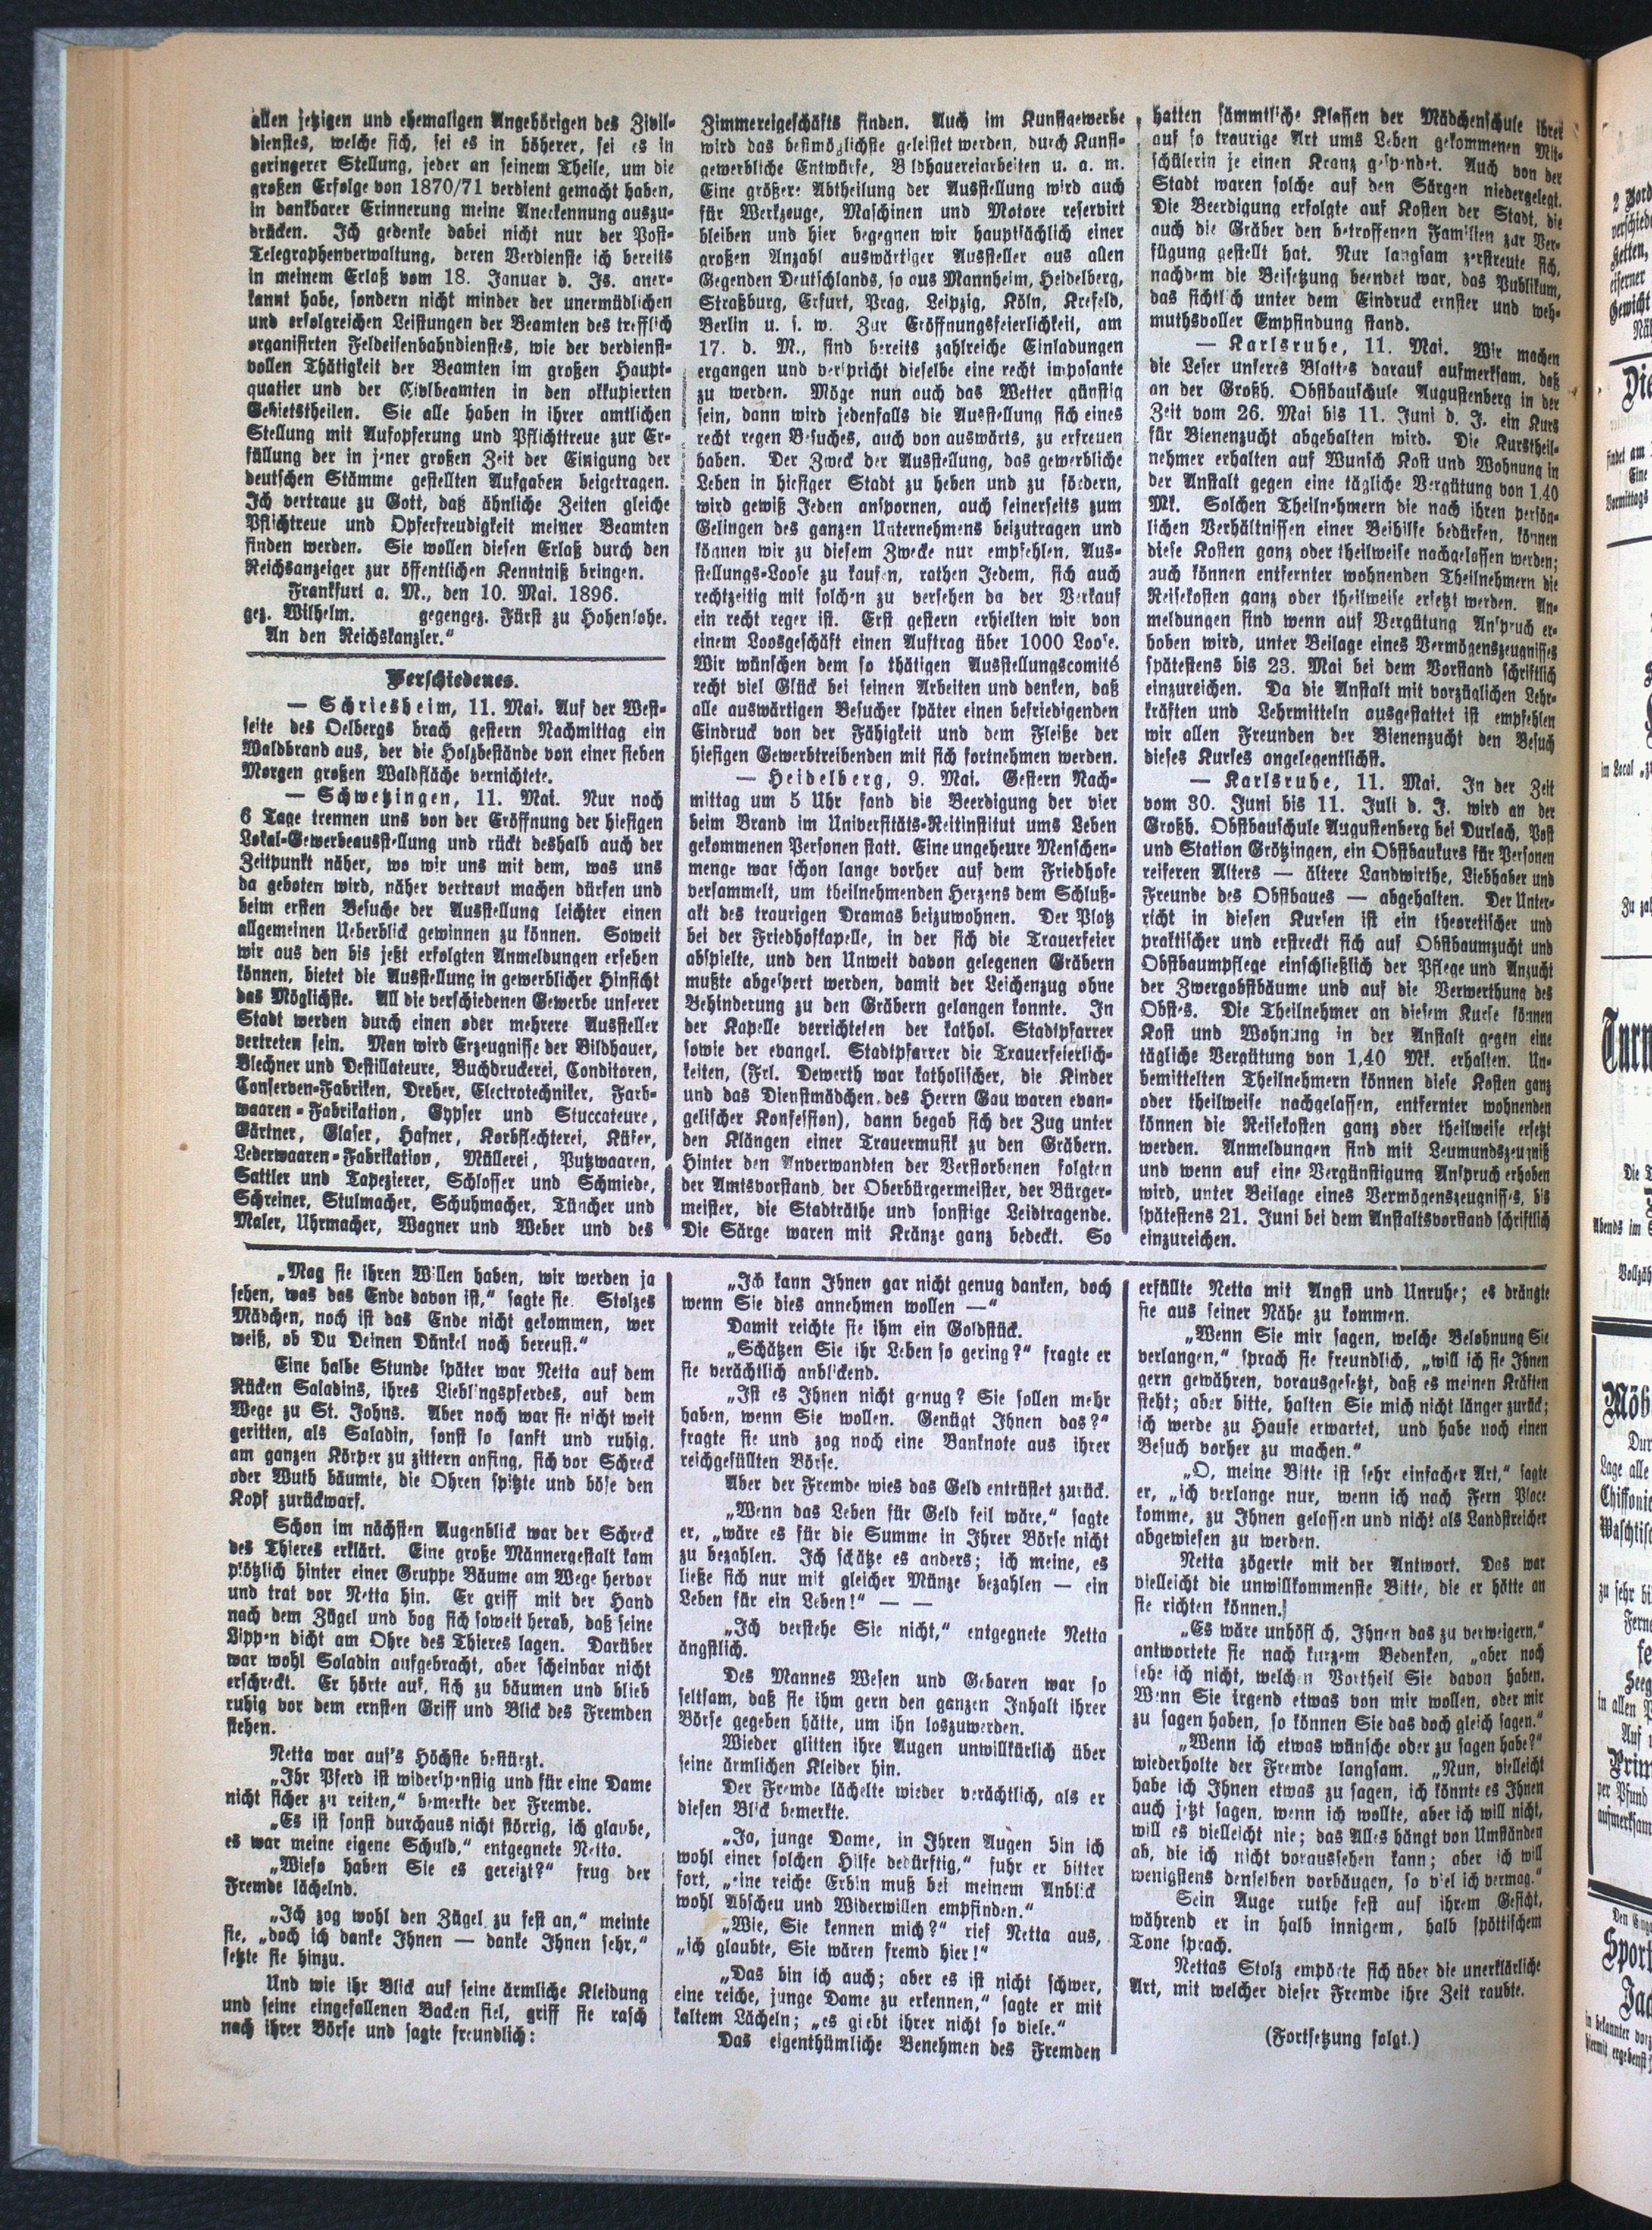 allen jetzigen und ehemaligen Angehörigen des Zivil-
dienstes, welche sich, sei es in höherer, sei es in
geringerer Stellung, jeder an seinem Theile, um die
großen Erfolge von 1870/71 verdient gemacht haben,
in dankbarer Erinnerung meine Anerkennung auszu-
drücken. Ich gedenke dabei nicht nur der Post-
Telegraphenverwaltung, deren Verdienste ich bereits
in meinem Erlaß vom 18. Januar d. Js. aner-
kannt habe, sondern nicht minder der unermüdlichen
und erfolgreichen Leistungen der Beamten des trefflich
organisirten Feldeisenbahndienstes, wie der verdienst-
vollen Thätigkeit der Beamten im großen Haupt-
quatier und der Civlbeamten in den okkupierten
Gebietstheilen. Sie alle haben in ihrer amtlichen
Stellung mit Aufopferung und Pflichttreue zur Er-
füllung der in jener großen Zeit der Einigung der
deutschen Stämme gestellten Aufgaben beigetragen.
Ich vertraue zu Gott, daß ähnliche Zeiten gleiche
Pflichtreue und Opferfreudigkeit meiner Beamten
finden werden. Sie wollen diesen Erlaß durch den
Reichsanzeiger zur öffentlichen Kenntniß bringen.
Frankfurt a. M., den 10. Mai. 1896.
gez. Wilhelm. gegengez. Fürst zu Hohenlohe.
An den Reichskanzler.“
Verschiedenes.
— Schriesheim, 11. Mai. Auf der West-
seite des Oelbergs brach gestern Nachmittag ein
Waldbrand aus, der die Holzbestände von einer sieben
Morgen großen Waldfläche vernichtete.
— Schwetzingen, 11. Mai. Nur noch
6 Tage trennen uns von der Eröffnung der hiesigen
Lokal-Gewerbeausstellung und rückt deshalb auch der
Zeitpunkt näher, wo wir uns mit dem, was uns
da geboten wird, näher vertraut machen dürfen und
beim ersten Besuche der Ausstellung leichter einen
allgemeinen Ueberblick gewinnen zu können. Soweit
wir aus den bis jetzt erfolgten Anmeldungen ersehen
können, bietet die Ausstellung in gewerblicher Hinsicht
das Möglichste. All die verschiedenen Gewerbe unserer
Stadt werden durch einen oder mehrere Aussteller
vertreten sein. Man wird Erzeugnisse der Bildhauer,
Blechner und Destillateure, Buchdruckerei, Conditoren,
Conserven-Fabriken, Dreher, Electrotechniker, Farb-
waaren-Fabrikation, Gypser und Stuccateure,
Gärtner, Glaser, Hafner, Korbflechterei, Küfer,
Lederwaaren-Fabrikation, Müllerei, Putzwaaren,
Sattler und Tapezierer, Schlosser und Schmiede,
Schreiner, Stulmacher, Schuhmacher, Tüncher und
Maler, Uhrmacher, Wagner und Weber und des
Zimmereigeschäfts finden. Auch im Kunstgewerbe
wird das bestmöglichste geleistet werden, durch Kunst-
gewerbliche Entwürfe, Bildhauereiarbeiten u. a. m.
Eine größere Abtheilung der Ausstellung wird auch
für Werkzeuge, Maschinen und Motore reservirt
bleiben und hier begegnen wir hauptsächlich einer
großen Anzahl auswärtiger Aussteller aus allen
Gegenden Deutschlands, so aus Mannheim, Heidelberg,
Straßburg, Erfurt, Prag, Leipzig, Köln, Krefeld,
Berlin u. s. w. Zur Eröffnungsfeierlichkeit, am
17. d. M., sind bereits zahlreiche Einladungen
ergangen und verspricht dieselbe eine recht imposante
zu werden. Möge nun auch das Wetter günstig
sein, dann wird jedenfalls die Ausstellung sich eines
recht regen Besuches, auch von auswärts, zu erfreuen
haben. Der Zweck der Ausstellung, das gewerbliche
Leben in hiesiger Stadt zu heben und zu fördern,
wird gewiß Jeden anspornen, auch seinerseits zum
Gelingen des ganzen Unternehmens beizutragen und
können wir zu diesem Zwecke nur empfehlen, Aus-
stellungs-Loose zu kaufen, rathen Jedem, sich auch
rechtzeitig mit solchen zu versehen da der Verkauf
ein recht reger ist. Erst gestern erhielten wir von
einem Loosgeschäft einen Auftrag über 1000 Loose.
Wir wünschen dem so thätigen Ausstellungscomité
recht viel Glück bei seinen Arbeiten und denken, daß
alle auswärtigen Besucher später einen befriedigenden
Eindruck von der Fähigkeit und dem Fleiße der
hiesigen Gewerbtreibenden mit sich fortnehmen werden.
— Heidelberg, 9. Mai. Gestern Nach-
mittag um 5 Uhr fand die Beerdigung der vier
beim Brand im Universitäts-Reitinstitut ums Leben
gekommenen Personen statt. Eine ungeheure Menschen-
menge war schon lange vorher auf dem Friedhofe
versammelt, um theilnehmenden Herzens dem Schluß-
akt des traurigen Dramas beizuwohnen. Der Platz
bei der Friedhofkapelle, in der sich die Trauerfeier
abspielte, und den Unweit davon gelegenen Gräbern
mußte abgesperrt werden, damit der Leichenzug ohne
Behinderung zu den Gräbern gelangen konnte. In
der Kapelle verrichteten der kathol. Stadtpfarrer
sowie der evangel. Stadtpfarrer die Trauerfeierlich-
keiten, (Frl. Dewerth war katholischer, die Kinder
und das Dienstmädchen des Herrn Gau waren evan-
gelischer Konfession), dann begab sich der Zug unter
den Klängen einer Trauermusik zu den Gräbern.
Hinter den Anverwandten der Verstorbenen folgten
der Amtsvorstand, der Oberbürgermeister, der Bürger-
meister, die Stadträthe und sonstige Leidtragende.
Die Särge waren mit Kränze ganz bedeckt. So
hatten sämmtliche Klassen der Mädchenschule ihrer
auf so traurige Art ums Leben gekommenen Mit-
schülerin je einen Kranz gespendet. Auch von der
Stadt waren solche auf den Särgen niedergelegt.
Die Beerdigung erfolgte auf Kosten der Stadt, die
auch die Gräber den betroffenen Familien zur Ver-
fügung gestellt hat. Nur langsam zerstreute sich,
nachdem die Beisetzung beendet war, das Publikum,
das sichtlich unter dem Eindruck ernster und weh-
muthsvoller Empfindung stand.
— Karlsruhe, 11. Mai. Wir machen
die Leser unseres Blattes darauf aufmerksam, daß
an der Großh. Obstbauschule Augustenberg in der
Zeit vom 26. Mai bis 11. Juni d. J. ein Kurs
für Bienenzucht abgehalten wird. Die Kurstheil-
nehmer erhalten auf Wunsch Kost und Wohnung in
der Anstalt gegen eine tägliche Vergütung von 1.40
Mk. Solchen Theilnehmern die nach ihren persön-
lichen Verhältnissen einer Beihilfe bedürfen, können
diese Kosten ganz oder theilweise nachgelassen werden;
auch können entfernter wohnenden Theilnehmern die
Reisekosten ganz oder theilweise ersetzt werden. An-
meldungen sind wenn auf Vergütung Anspruch er-
hoben wird, unter Beilage eines Vermögenszeugnisses
spätestens bis 23. Mai bei dem Vorstand schriftlich
einzureichen. Da die Anstalt mit vorzüglichen Lehr-
kräften und Lehrmitteln ausgestattet ist empfehlen
wir allen Freunden der Bienenzucht den Besuch
dieses Kurses angelegentlichst.
— Karlsruhe, 11. Mai. In der Zeit
vom 30. Juni bis 11. Juli d. J. wird an der
Großh. Obstbauschule Augustenberg bei Durlach, Post
und Station Grötzingen, ein Obstbaukurs für Personen
reiferen Alters — ältere Landwirthe, Liebhaber und
Freunde des Obstbaues — abgehalten. Der Unter-
richt in diesen Kursen ist ein theoretischer und
praktischer und erstreckt sich auf Obstbaumzucht und
Obstbaumpflege einschließlich der Pflege und Anzucht
der Zwergobstbäume und auf die Verwerthung des
Obstes. Die Theilnehmer an diesem Kurse können
Kost und Wohnung in der Anstalt gegen eine
tägliche Vergütung von 1,40 Mk. erhalten. Un-
bemittelten Theilnehmern können diese Kosten ganz
oder theilweise nachgelassen, entfernter wohnenden
können die Reisekosten ganz oder theilweise ersetzt
werden. Anmeldungen sind mit Leumundszeugniß
und wenn auf eine Vergünstigung Anspruch erhoben
wird, unter Beilage eines Vermögenszeugnisses, bis
spätestens 21. Juni bei dem Anstaltsvorstand schriftlich
einzureichen.
„Mag sie ihren Willen haben, wir werden ja
sehen, was das Ende davon ist,“ sagte sie. Stolzes
Mädchen, noch ist das Ende nicht gekommen, wer
weiß, ob Du Deinen Dünkel noch bereust.“
Eine halbe Stunde später war Netta auf dem
Rücken Saladins, ihres Lieblingspferdes, auf dem
Wege zu St. Johns. Aber noch war sie nicht weit
geritten, als Saladin, sonst so sanft und ruhig,
am ganzen Körper zu zittern anfing, sich vor Schreck
oder Wuth bäumte, die Ohren spitzte und böse den
Kopf zurückwarf.
Schon im nächsten Augenblick war der Schreck
des Thieres erklärt. Eine große Männergestalt kam
plötzlich hinter einer Gruppe Bäume am Wege hervor
und trat vor Netta hin. Er griff mit der Hand
nach dem Zügel und bog sich soweit herab, daß seine
Lippen dicht am Ohre des Thieres lagen. Darüber
war wohl Saladin aufgebracht, aber scheinbar nicht
erschreckt. Er hörte auf, sich zu bäumen und blieb
ruhig vor dem ernsten Griff und Blick des Fremden
stehen.
Netta war auf's Höchste bestürzt.
„Ihr Pferd ist widerspenstig und für eine Dame
nicht sicher zu reiten,“ bemerkte der Fremde.
„Es ist sonst durchaus nicht störrig, ich glaube,
es war meine eigene Schuld,“ entgegnete Netta.
„Wieso haben Sie es gereizt?“ frug der
Fremde lächelnd.
„Ich zog wohl den Zügel zu fest an,“ meinte
sie, „doch ich danke Ihnen — danke Ihnen sehr,“
setzte sie hinzu.
Und wie ihr Blick auf seine ärmliche Kleidung
und seine eingefallenen Backen fiel, griff sie rasch
nach ihrer Börse und sagte freundlich:
„Ich kann Ihnen gar nicht genug danken, doch
wenn Sie dies annehmen wollen —“
Damit reichte sie ihm ein Goldstück.
„Schätzen Sie ihr Leben so gering?“ fragte er
sie verächtlich anblickend.
„Ist es Ihnen nicht genug? Sie sollen mehr
haben, wenn Sie wollen. Genügt Ihnen das?“
fragte sie und zog noch eine Banknote aus ihrer
reichgefüllten Börse.
Aber der Fremde wies das Geld entrüstet zurück.
„Wenn das Leben für Geld feil wäre,“ sagte
er, „wäre es für die Summe in Ihrer Börse nicht
zu bezahlen. Ich schätze es anders; ich meine, es
ließe sich nur mit gleicher Münze bezahlen — ein
Leben für ein Leben!“ — —
„Ich verstehe Sie nicht,“ entgegnete Netta
ängstlich.
Des Mannes Wesen und Gebaren war so
seltsam, daß sie ihm gern den ganzen Inhalt ihrer
Börse gegeben hätte, um ihn loszuwerden.
Wieder glitten ihre Augen unwillkürlich über
seine ärmlichen Kleider hin.
Der Fremde lächelte wieder verächtlich, als er
diesen Blick bemerkte.
„Ja, junge Dame, in Ihren Augen bin ich
wohl einer solchen Hilfe bedürftig,“ fuhr er bitter
fort, „eine reiche Erbin muß bei meinem Anblick
wohl Abscheu und Widerwillen empfinden.“
„Wie, Sie kennen mich?“ rief Netta aus,
„ich glaubte, Sie wären fremd hier!“
„Das bin ich auch; aber es ist nicht schwer,
eine reiche, junge Dame zu erkennen,“ sagte er mit
kaltem Lächeln; „es giebt ihrer nicht so viele.“
Das eigenthümliche Benehmen des Fremden
erfüllte Netta mit Angst und Unruhe; es drängte
sie aus seiner Nähe zu kommen.
„Wenn Sie mir sagen, welche Belohnung Sie
verlangen,“ sprach sie freundlich, „will ich sie Ihnen
gern gewähren, vorausgesetzt, daß es meinen Kräften
steht; aber bitte, halten Sie mich nicht länger zurück;
ich werde zu Hause erwartet, und habe noch einen
Besuch vorher zu machen.“
„O, meine Bitte ist sehr einfacher Art,“ sagte
er, „ich verlange nur, wenn ich nach Fern Place
komme, zu Ihnen gelassen und nicht als Landstreicher
abgewiesen zu werden.
Netta zögerte mit der Antwort. Das war
vielleicht die unwillkommenste Bitte, die er hätte an
sie richten können.
„Es wäre unhöflich, Ihnen das zu verweigern,“
antwortete sie nach kurzem Bedenken, „aber noch
sehe ich nicht, welchen Vortheil Sie davon haben.
Wenn Sie irgend etwas von mir wollen, oder mir
zu sagen haben, so können Sie das doch gleich sagen.“
„Wenn ich etwas wünsche oder zu sagen habe?“
wiederholte der Fremde langsam. „Nun, vielleicht
habe ich Ihnen etwas zu sagen, ich könnte es Ihnen
auch jetzt sagen, wenn ich wollte, aber ich will nicht,
will es vielleicht nie; das Alles hängt von Umständen
ab, die ich nicht voraussehen kann; aber ich will
wenigstens denselben vorbäugen, so viel ich vermag.“
Sein Auge ruthe fest auf ihrem Gesicht,
während er in halb innigem, halb spöttischem
Tone sprach.
Nettas Stolz empörte sich über die unerklärliche
Art, mit welcher dieser Fremde ihre Zeit raubte.
(Fortsetzung folgt.)